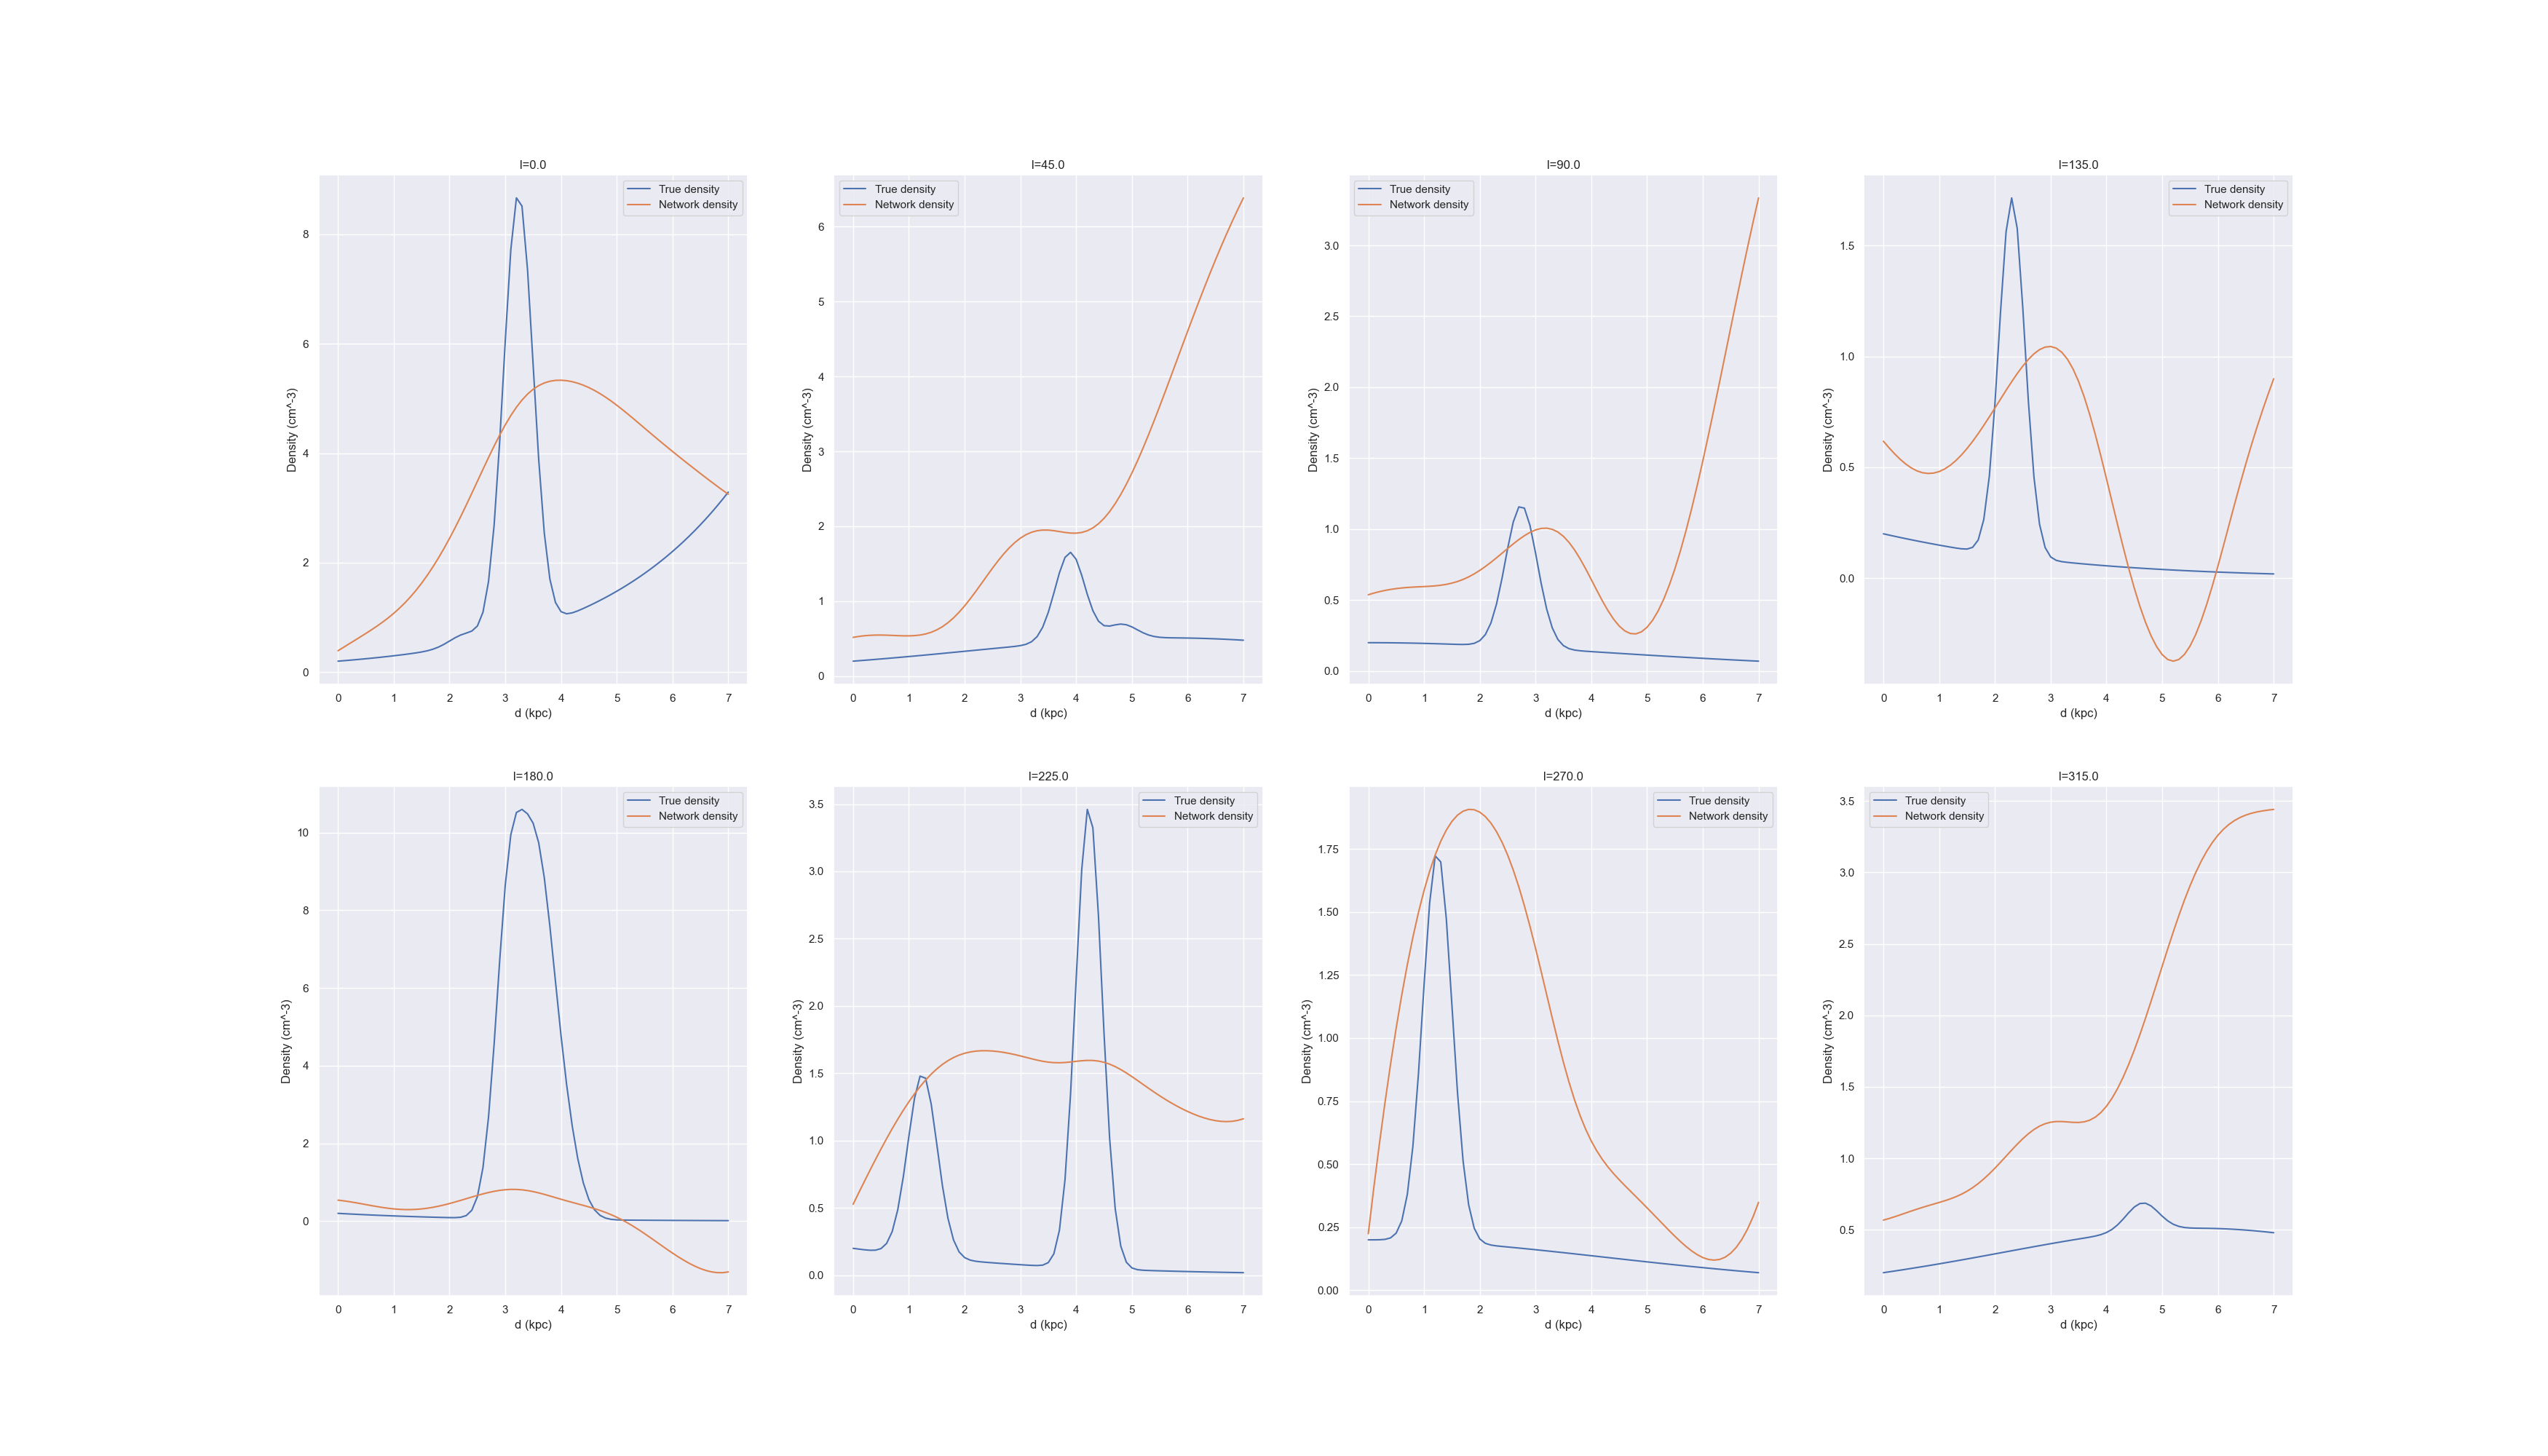 l=0.0
True density
Network density
8
6
4
2
0
Density (cm^-3)
0 1 2 3 4 5 6 7
d (kpc)
l=45.0
True density
Network density
6
5
4
3
2
1
0
Density (cm^-3)
0 1 2 3 4 5 6 7
d (kpc)
l=90.0
True density
Network density
3.0
2.5
2.0
1.5
1.0
0.5
0.0
Density (cm^-3)
0 1 2 3 4 5 6 7
d (kpc)
l=135.0
True density
Network density
1.5
1.0
0.5
0.0
Density (cm^-3)
0 1 2 3 4 5 6 7
d (kpc)
l=180.0
True density
Network density
10
8
6
4
2
0
Density (cm^-3)
0 1 2 3 4 5 6 7
d (kpc)
l=225.0
True density
Network density
3.5
3.0
2.5
2.0
1.5
1.0
0.5
0.0
Density (cm^-3)
0 1 2 3 4 5 6 7
d (kpc)
l=270.0
True density
Network density
1.75
1.50
1.25
1.00
0.75
0.50
0.25
0.00
Density (cm^-3)
0 1 2 3 4 5 6 7
d (kpc)
l=315.0
True density
Network density
3.5
3.0
2.5
2.0
1.5
1.0
0.5
Density (cm^-3)
0 1 2 3 4 5 6 7
d (kpc)